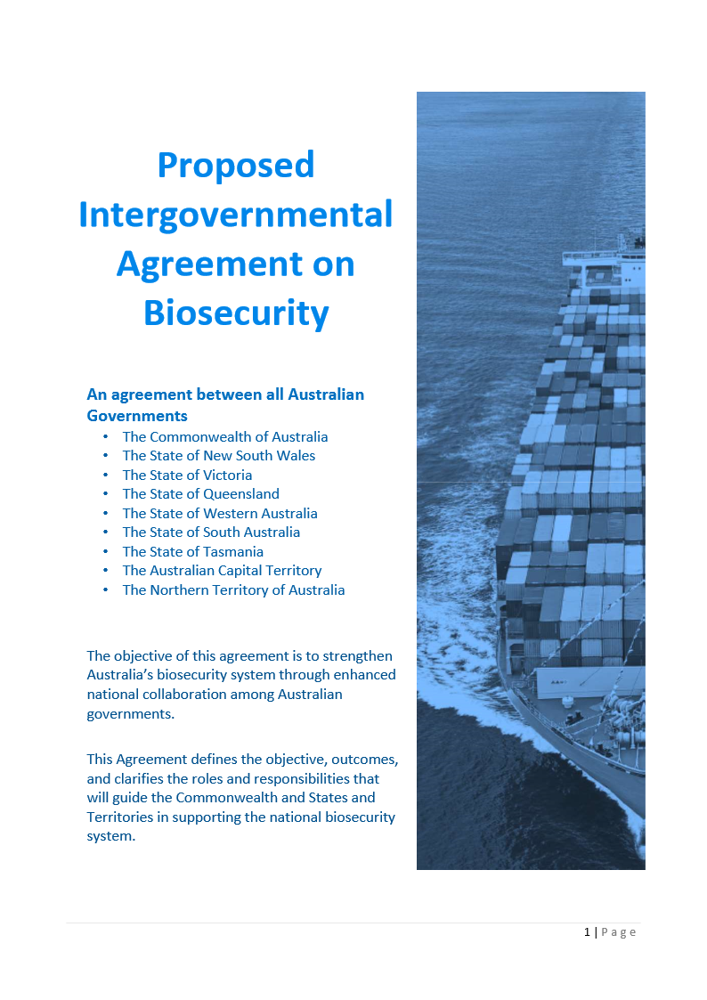 Proposed
Intergovernmental
Agreement on
Biosecurity
An agreement between all Australian
Governments
• The Commonwealth of Australia
• The State of New South Wales
• The State of Victoria
• The State of Queensland
• The State of Western Australia
• The State of South Australia
• The State of Tasmania
• The Australian Capital Territory
• The Northern Territory of Australia
The objective of this agreement is to strengthen
Australia’s biosecurity system through enhanced
national collaboration among Australian
governments.
This Agreement defines the objective, outcomes,
and clarifies the roles and responsibilities that
will guide the Commonwealth and States and
Territories in supporting the national biosecurity
system.
1 | Page